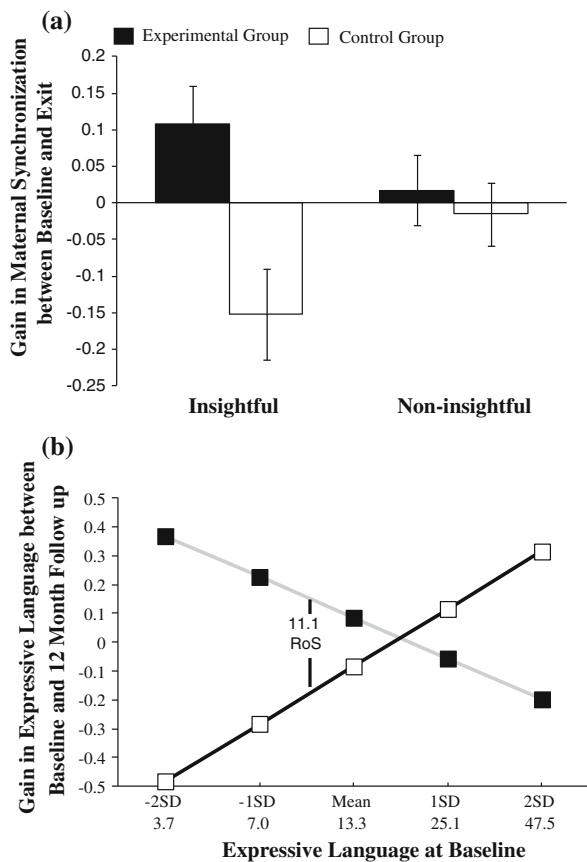 (a)
Experimental Group Control Group
Gain in Maternal Synchronization
between Baseline and Exit
0.2
0.15
0.1
0.05
0
-0.05
-0.1
-0.15
-0.2
-0.25
Insightful Non-insightful
(b)
Gain in Expressive Language between
Baseline and 12 Month Follow up
0.5
0.4
0.3
0.2
0.1
0
-0.1
-0.2
-0.3
-0.4
-0.5
11.1
RoS
-2SD -1SD Mean 1SD 2SD
3.7 7.0 13.3 25.1 47.5
Expressive Language at Baseline